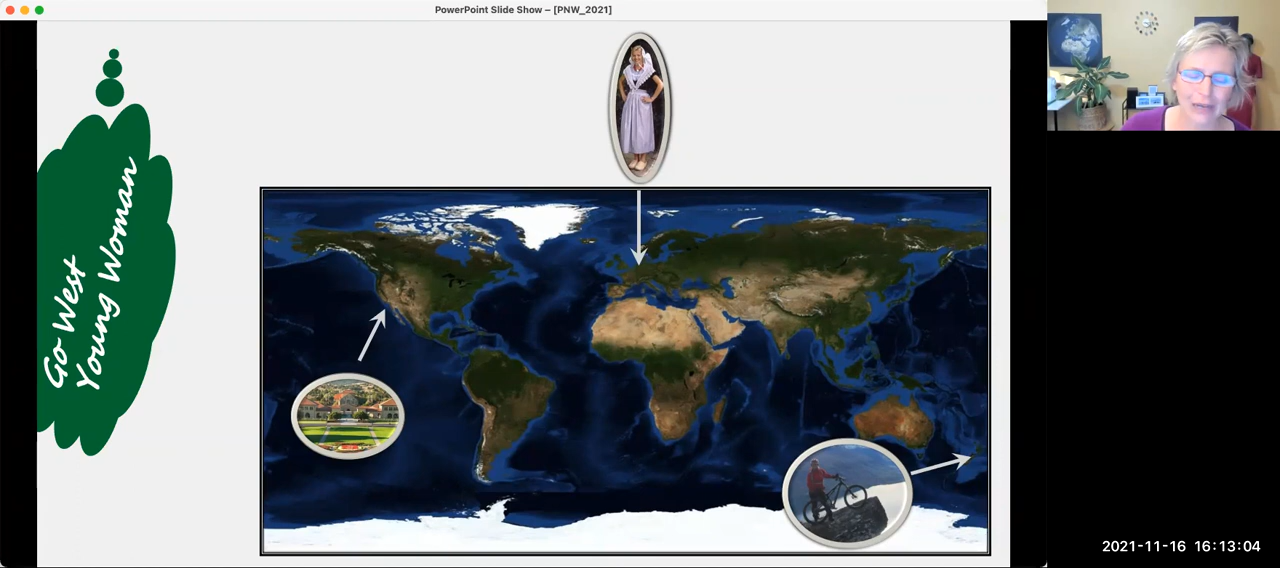 PowerPoint Slide Show – [PNW_2021]
Go West
Young Woman
2021-11-16 16:13:04